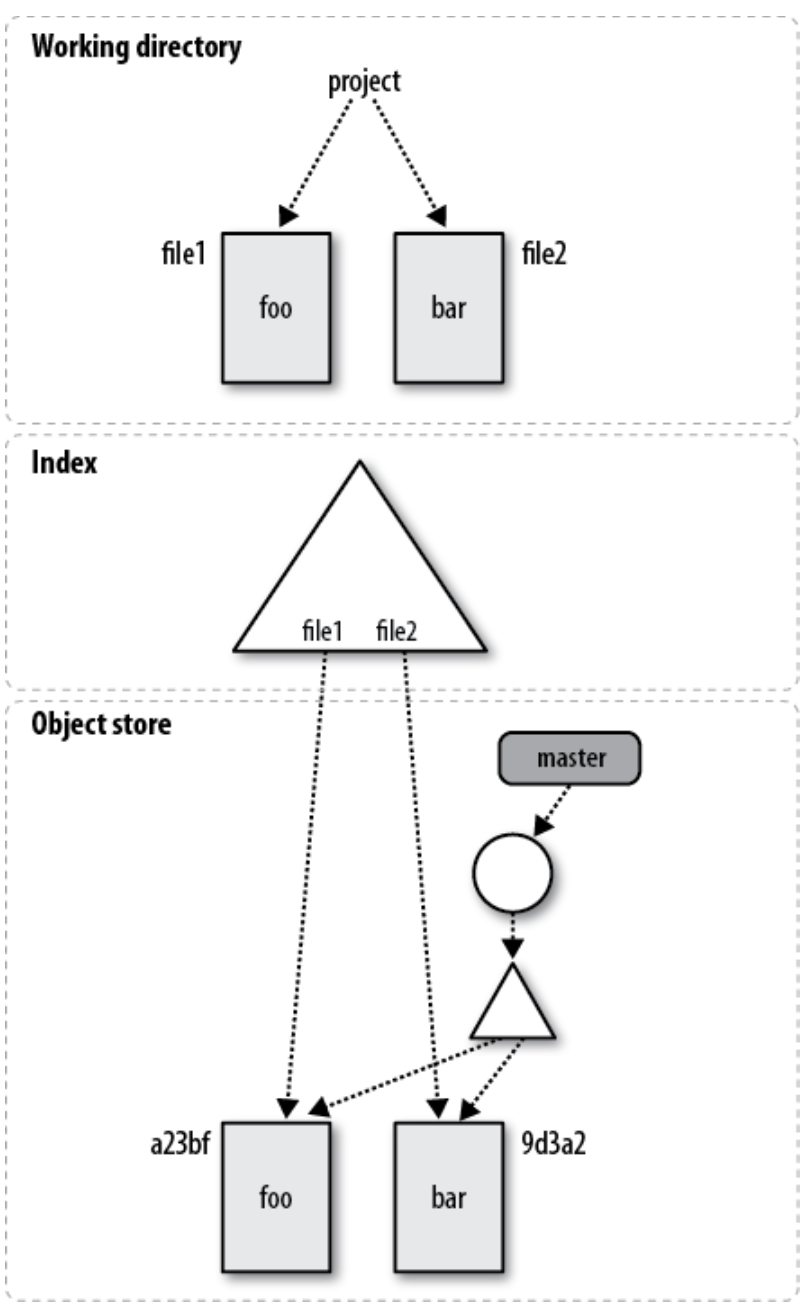 Working directory
project
file1
file2
foo
bar
Index
file1 file2
Object store
master
a23bf
9d3a2
foo
bar